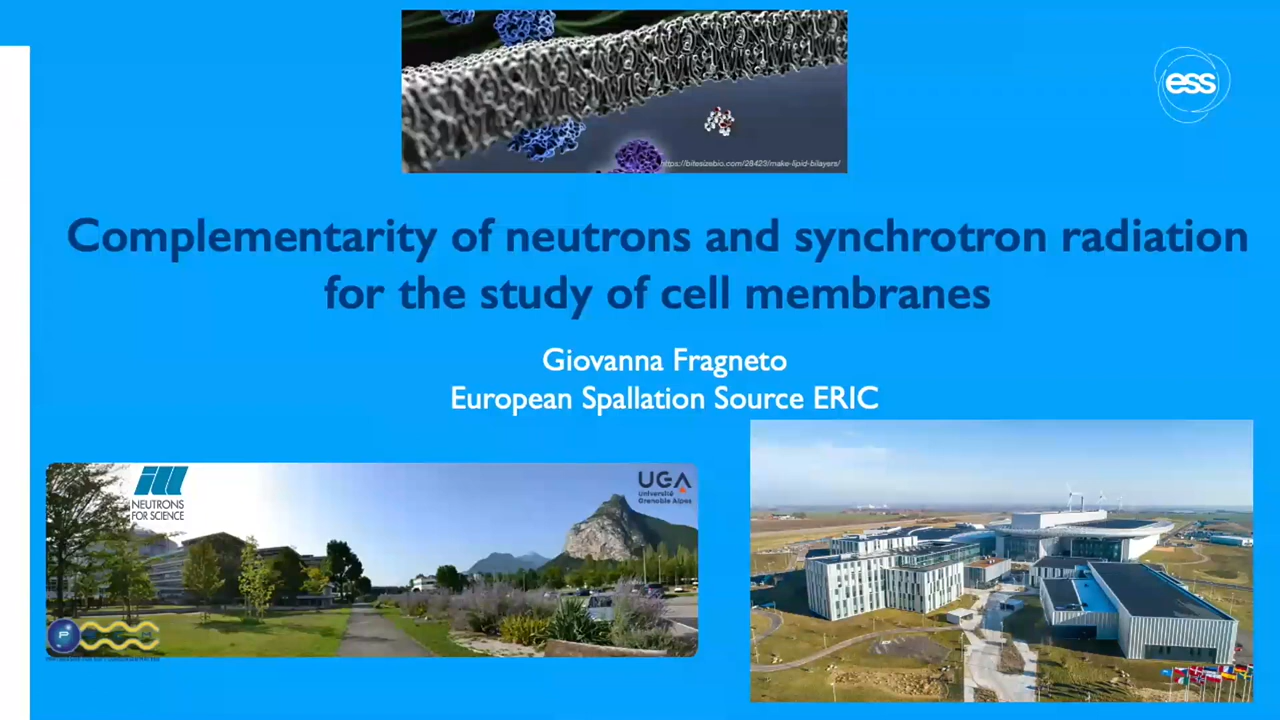 https://bitesizebio.com/28423/make-lipid-bilayers/
ess
Complementarity of neutrons and synchrotron radiation
for the study of cell membranes
Giovanna Fragneto
European Spallation Source ERIC
ill
NEUTRONS
FOR SCIENCE
UGA
Université
Grenoble Alpes